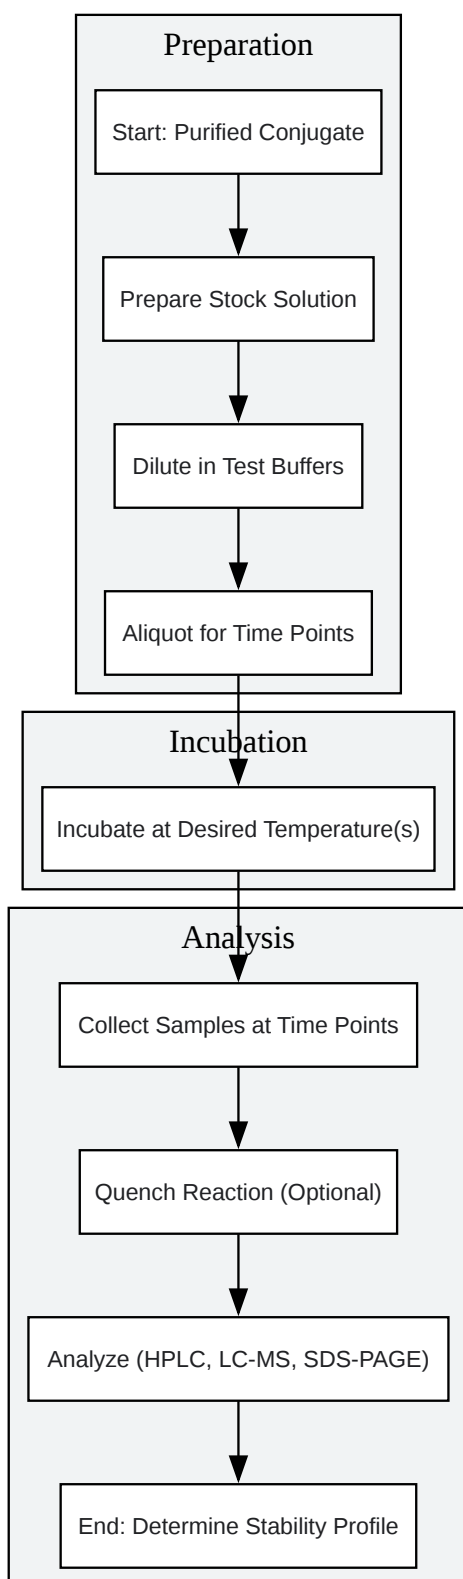 Preparation
Start: Purified Conjugate
Prepare Stock Solution
Dilute in Test Buffers
Aliquot for Time Points
Incubation
Incubate at Desired Temperature(s)
Analysis
Collect Samples at Time Points
Quench Reaction (Optional)
Analyze (HPLC, LC-MS, SDS-PAGE)
End: Determine Stability Profile